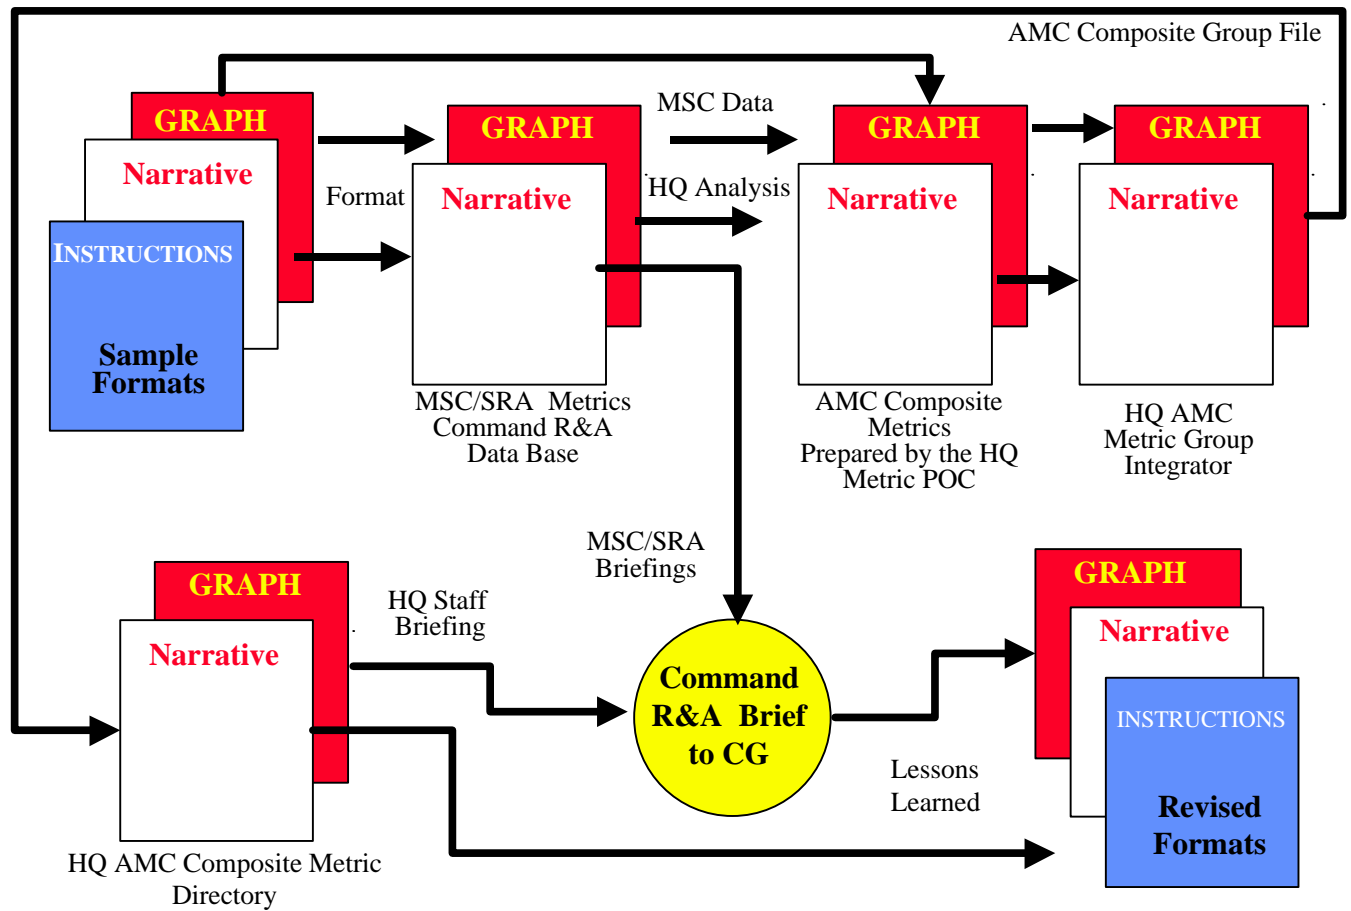 AMC Composite Group File
GRAPH
Narrative
INSTRUCTIONS
Sample
Formats
Format
GRAPH
Narrative
MSC/SRA Metrics
Command R&A
Data Base
MSC Data
HQ Analysis
GRAPH
Narrative
AMC Composite
Metrics
Prepared by the HQ
Metric POC
GRAPH
Narrative
HQ AMC
Metric Group
Integrator
MSC/SRA
Briefings
GRAPH
Narrative
HQ AMC Composite Metric
Directory
HQ Staff
Briefing
Command
R&A Brief
to CG
Lessons
Learned
GRAPH
Narrative
INSTRUCTIONS
Revised
Formats